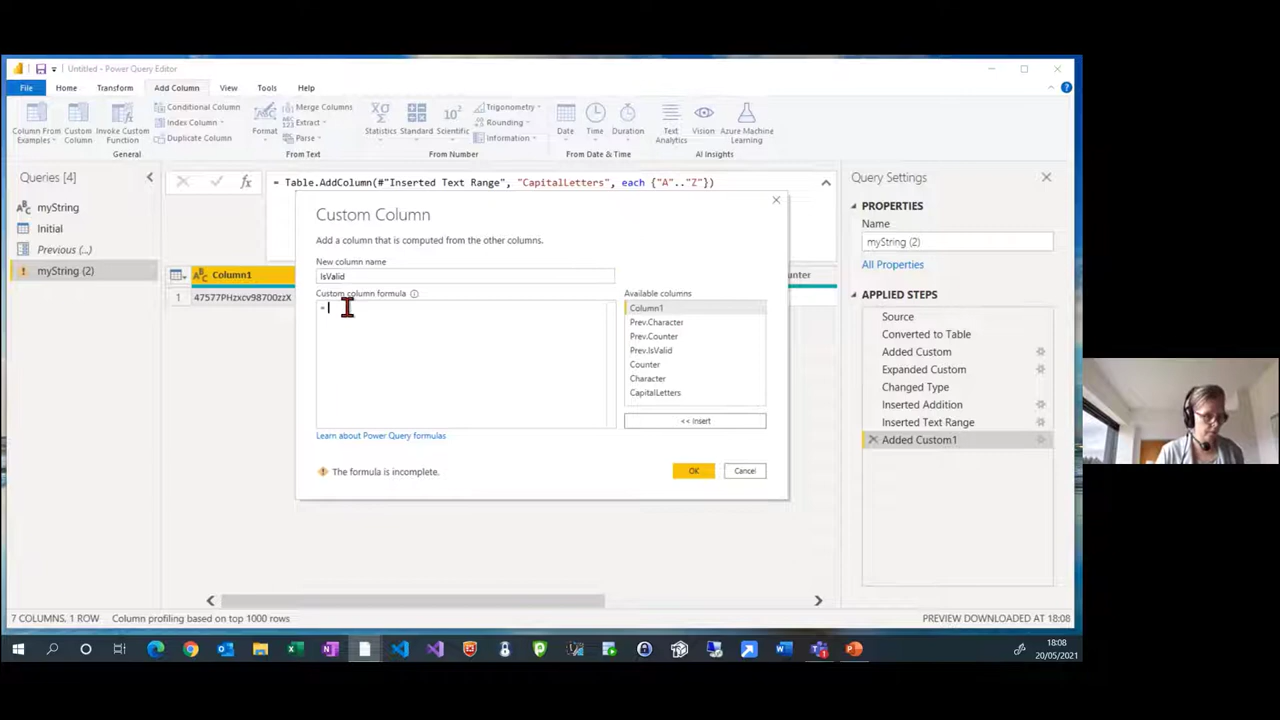 Untitled - Power Query Editor
File
Home
Transform
Add Column
View
Tools
Help
Column From Examples
Custom Column
Invoke Custom Function
General
Conditional Column
Index Column
Duplicate Column
Format
Merge Columns
Extract
Parse
From Text
Statistics
Standard
Scientific
Trigonometry
Rounding
Information
From Number
Date
Time
Duration
From Date & Time
Text Analytics
Vision
Azure Machine Learning
AI Insights
Queries [4]
myString
Initial
Previous (...)
myString (2)
= Table.AddColumn(#"Inserted Text Range", "CapitalLetters", each {"A".."Z"})
Column1
1 47577PHzxcv98700zzX
Custom Column
Add a column that is computed from the other columns.
New column name
IsValid
Custom column formula
=
Available columns
Column1
Prev.Character
Prev.Counter
Prev.IsValid
Counter
Character
CapitalLetters
<< Insert
Learn about Power Query formulas
The formula is incomplete.
OK
Cancel
Query Settings
PROPERTIES
Name
myString (2)
All Properties
APPLIED STEPS
Source
Converted to Table
Added Custom
Expanded Custom
Changed Type
Inserted Addition
Inserted Text Range
Added Custom1
7 COLUMNS, 1 ROW
Column profiling based on top 1000 rows
PREVIEW DOWNLOADED AT 18:08
18:08
20/05/2021